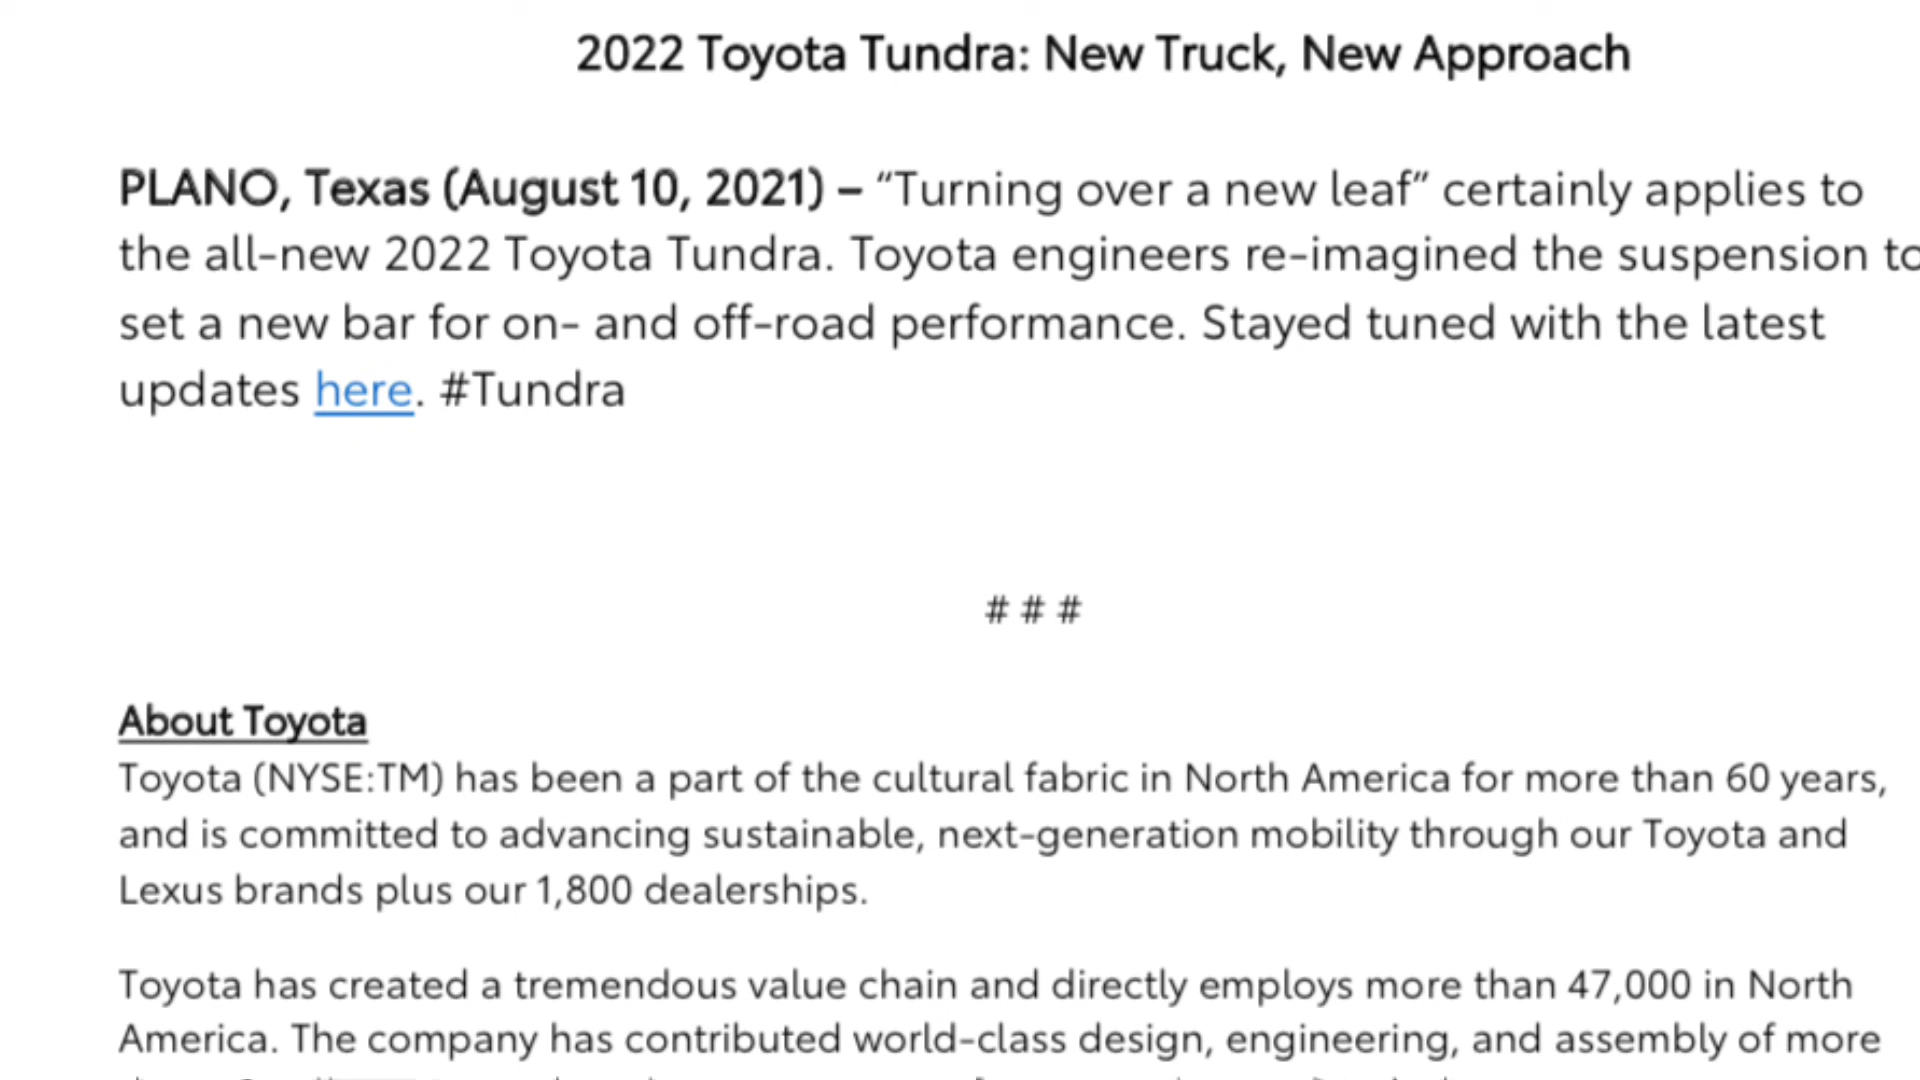 2022 Toyota Tundra: New Truck, New Approach
PLANO, Texas (August 10, 2021) – “Turning over a new leaf” certainly applies to
the all-new 2022 Toyota Tundra. Toyota engineers re-imagined the suspension to
set a new bar for on- and off-road performance. Stayed tuned with the latest
updates here. #Tundra
# # #
About Toyota
Toyota (NYSE:TM) has been a part of the cultural fabric in North America for more than 60 years,
and is committed to advancing sustainable, next-generation mobility through our Toyota and
Lexus brands plus our 1,800 dealerships.
Toyota has created a tremendous value chain and directly employs more than 47,000 in North
America. The company has contributed world-class design, engineering, and assembly of more